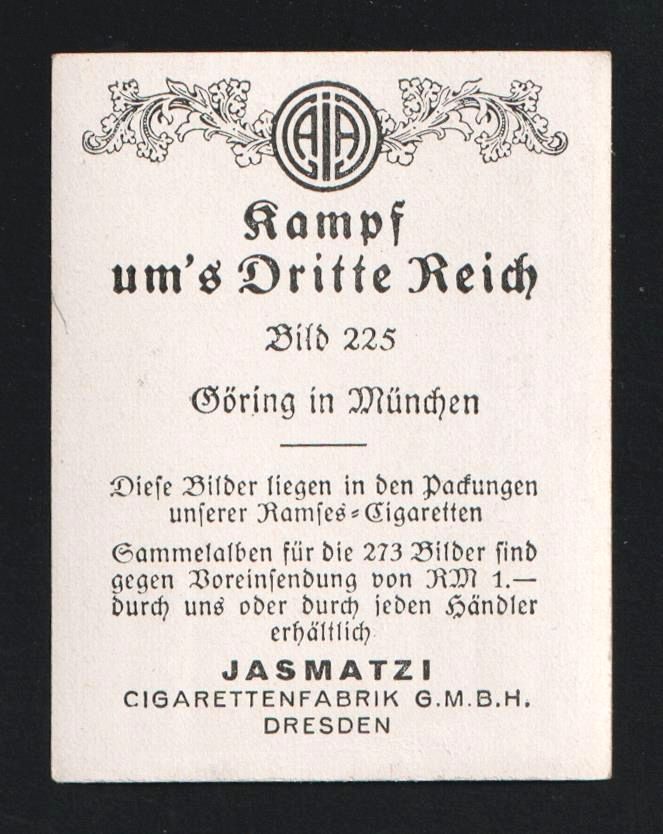 AIA
Kampf
um's Dritte Reich
Bild 225
Göring in München
Diese Bilder liegen in den Packungen
unserer Ramses-Cigaretten
Sammelalben für die 273 Bilder sind
gegen Voreinsendung von RM 1.—
durch uns oder durch jeden Händler
erhältlich
JASMATZI
CIGARETTENFABRIK G.M.B.H.
DRESDEN